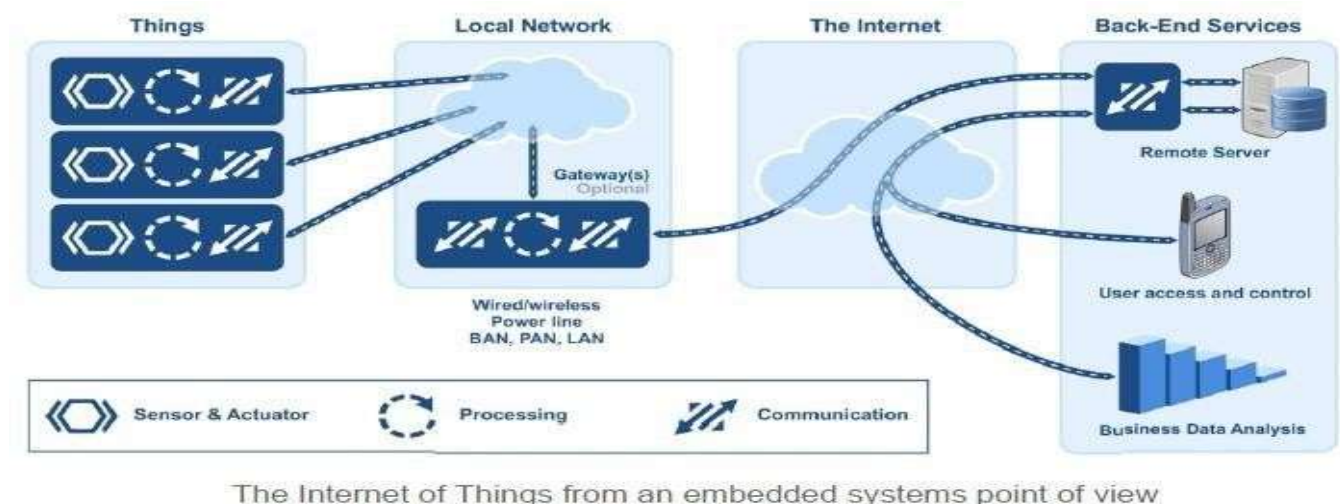 Things
Local Network
The Internet
Back-End Services
Gateway(s)
Optional
Remote Server
User access and control
Wired/wireless
Power line
BAN, PAN, LAN
Business Data Analysis
Sensor & Actuator
Processing
Communication
The Internet of Things from an embedded systems point of view